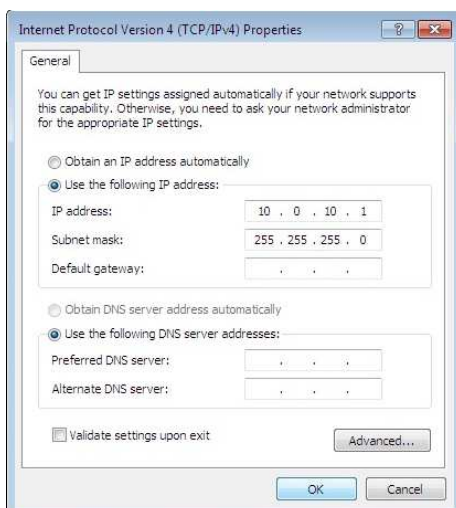 Internet Protocol Version 4 (TCP/IPv4) Properties
General
You can get IP settings assigned automatically if your network supports
this capability. Otherwise, you need to ask your network administrator
for the appropriate IP settings.
Obtain an IP address automatically
Use the following IP address:
IP address: 10 . 0 . 10 . 1
Subnet mask: 255 . 255 . 255 . 0
Default gateway: . . .
Obtain DNS server address automatically
Use the following DNS server addresses:
Preferred DNS server: . . .
Alternate DNS server: . . .
Validate settings upon exit
Advanced...
OK Cancel